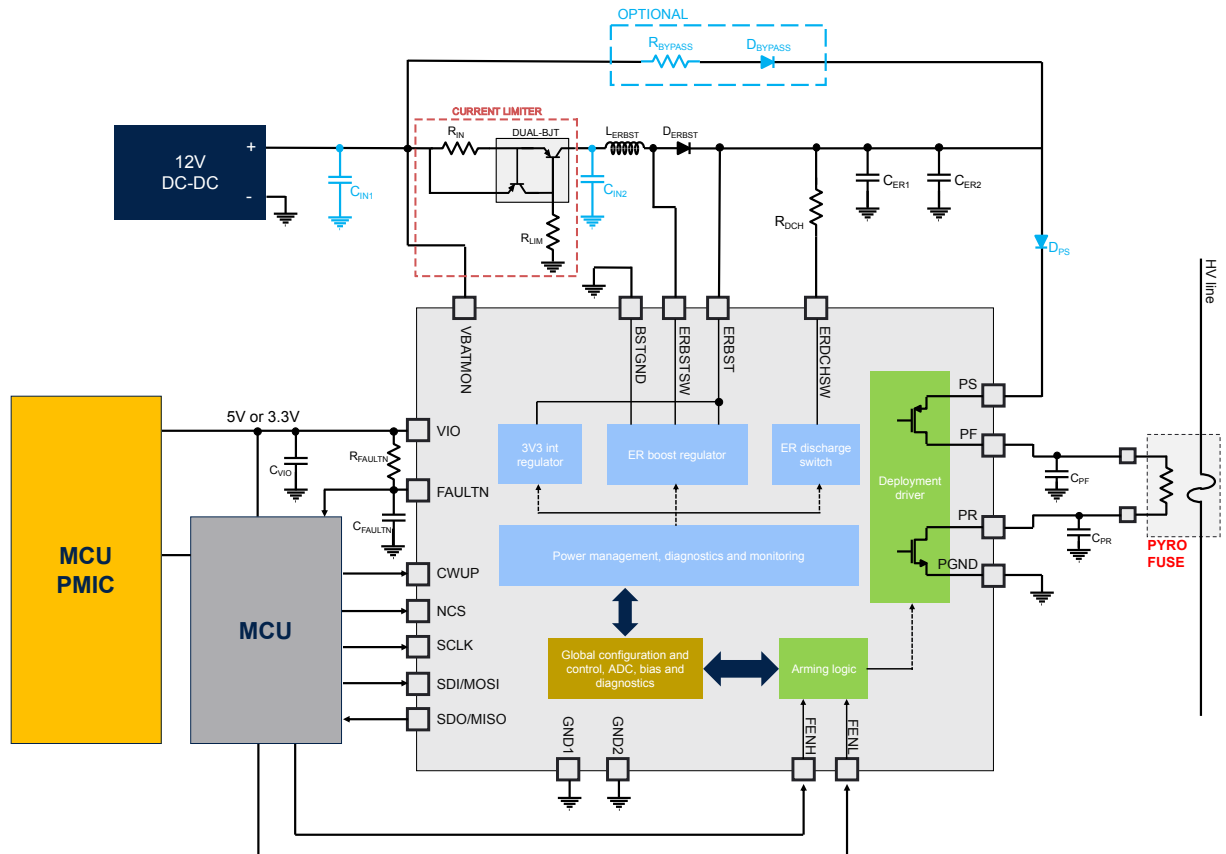 OPTIONAL
RBYPASS
DBYPASS
CURRENT LIMITER
RIN
DUAL-BJT
LERBST
DERBST
12V
DC-DC
+
-
CIN1
CIN2
RLIM
RDCH
CER1
CER2
DPS
HV line
VBATMON
BSTGND
ERBSTSW
ERBST
ERDCHSW
5V or 3.3V
VIO
CVIO
RFAULTN
FAULTN
CFAULTN
3V3 int
regulator
ER boost regulator
ER discharge
switch
Deployment
driver
PS
PF
PR
PGND
CPF
CPR
PYRO
FUSE
MCU
PMIC
MCU
Power management, diagnostics and monitoring
CWUP
NCS
SCLK
SDI/MOSI
SDO/MISO
Global configuration and
control, ADC, bias and
diagnostics
Arming logic
GND1
GND2
FENH
FENL